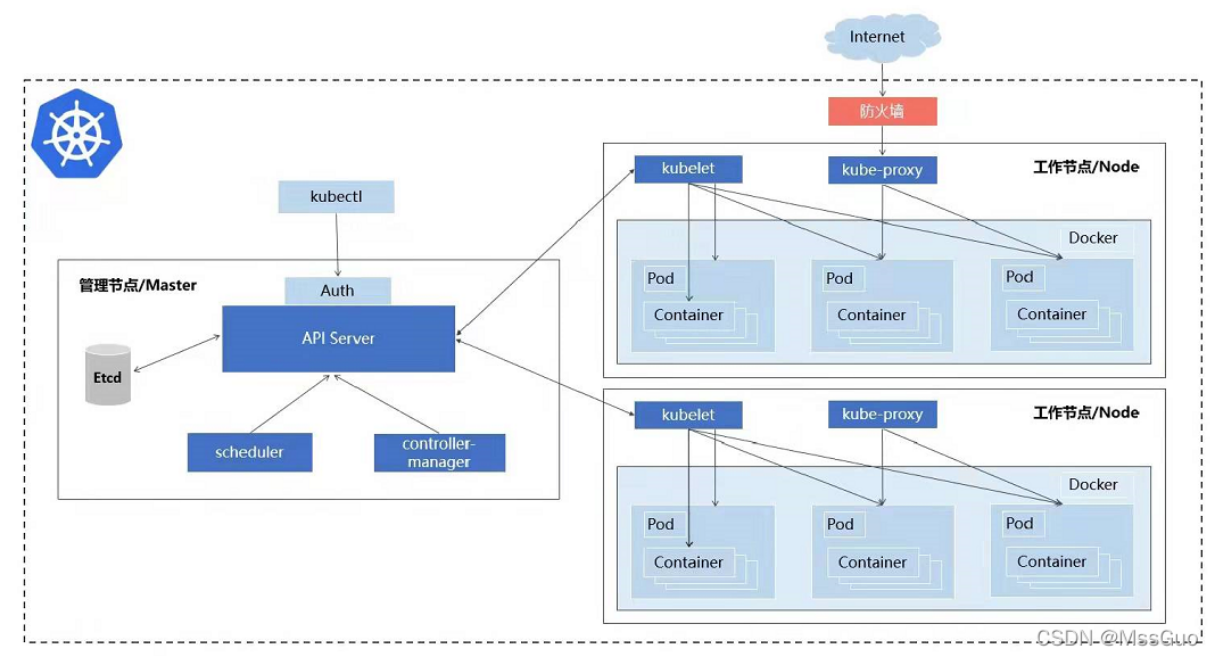 Internet
防火墙
kubelet
kube-proxy
工作节点/Node
kubectl
Docker
管理节点/Master
Auth
Pod
Pod
Pod
Container
Container
Container
API Server
Etcd
kubelet
kube-proxy
工作节点/Node
scheduler
controller-
manager
Docker
Pod
Pod
Pod
Container
Container
Container
CSDN @MssGuo